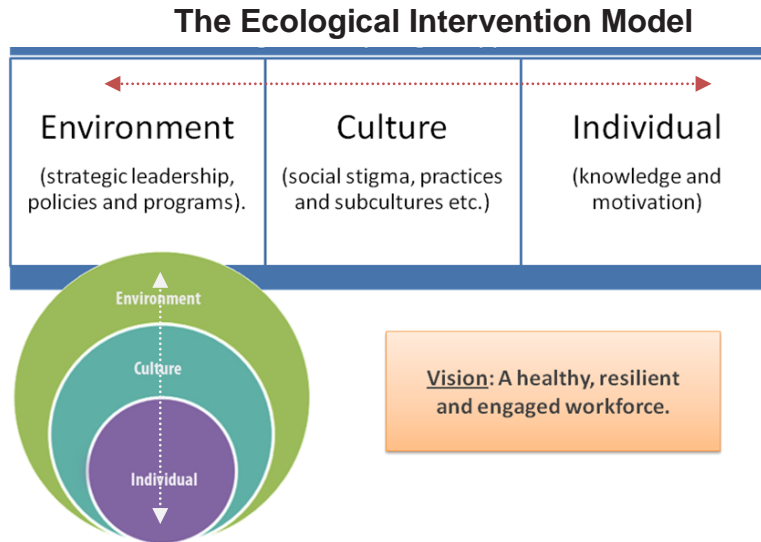 The Ecological Intervention Model
Environment
(strategic leadership,
policies and programs).
Culture
(social stigma, practices
and subcultures etc.)
Individual
(knowledge and
motivation)
Environment
Culture
Individual
Vision: A healthy, resilient
and engaged workforce.